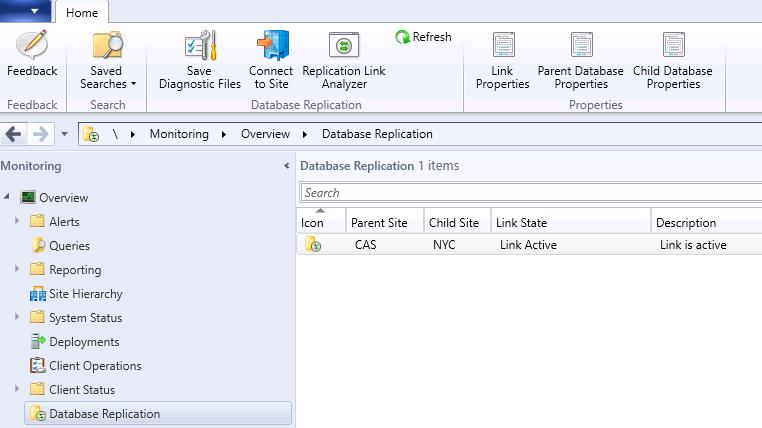 Home
Feedback
Saved
Searches
Save
Diagnostic Files
Connect
to Site
Replication Link
Analyzer
Refresh
Link
Properties
Parent Database
Properties
Child Database
Properties
Feedback
Search
Database Replication
Properties
\ Monitoring Overview Database Replication
Monitoring
Overview
Alerts
Queries
Reporting
Site Hierarchy
System Status
Deployments
Client Operations
Client Status
Database Replication
Database Replication 1 items
Search
Icon Parent Site Child Site Link State Description
CAS NYC Link Active Link is active